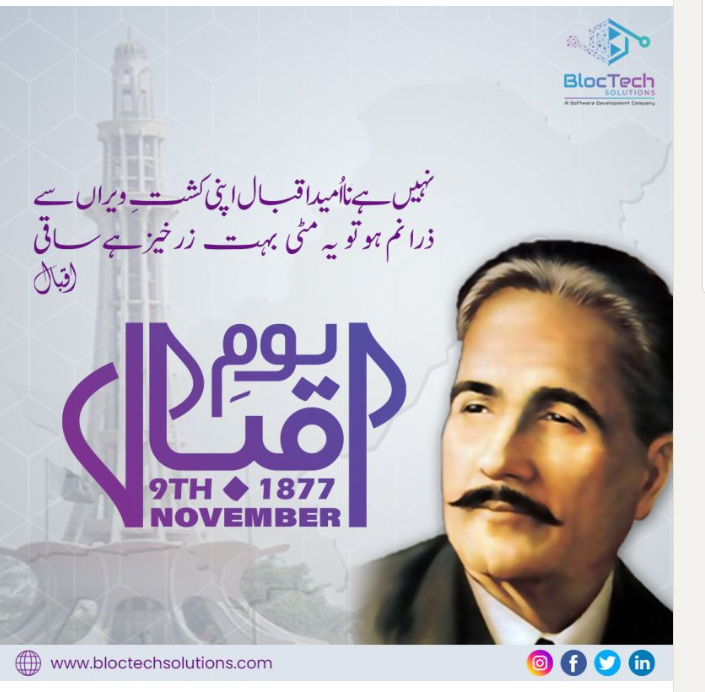 BlocTech
SOLUTIONS
A Software Development Company
نہیں ہے نااُمید اقبال اپنی کشتِ ویراں سے
ذرا نم ہو تو یہ مٹی بہت زرخیز ہے ساقی
اقبال
یومِ
اقبال
9TH ◆ 1877
NOVEMBER
www.bloctechsolutions.com